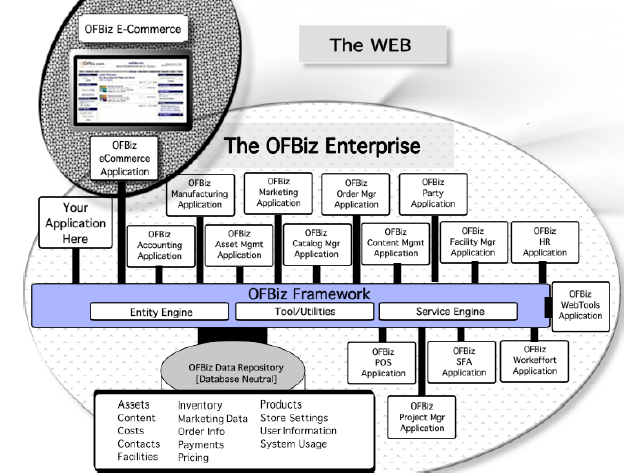 OFBiz E-Commerce
The WEB
OFBiz
eCommerce
Application
The OFBiz Enterprise
OFBiz
Manufacturing
Application
OFBiz
Marketing
Application
OFBiz
Order Mgr
Application
OFBiz
Party
Application
Your
Application
Here
OFBiz
Accounting
Application
OFBiz
Asset Mgmt
Application
OFBiz
Catalog Mgr
Application
OFBiz
Content Mgmt
Application
OFBiz
Facility Mgr
Application
OFBiz
HR
Application
OFBiz Framework
Entity Engine
Tool/Utilities
Service Engine
OFBiz
WebTools
Application
OFBiz Data Repository
[Database Neutral]
OFBiz
POS
Application
OFBiz
SFA
Application
OFBiz
Workeffort
Application
OFBiz
Project Mgr
Application
Assets
Content
Costs
Contacts
Facilities
Inventory
Marketing Data
Order Info
Payments
Pricing
Products
Store Settings
User Information
System Usage